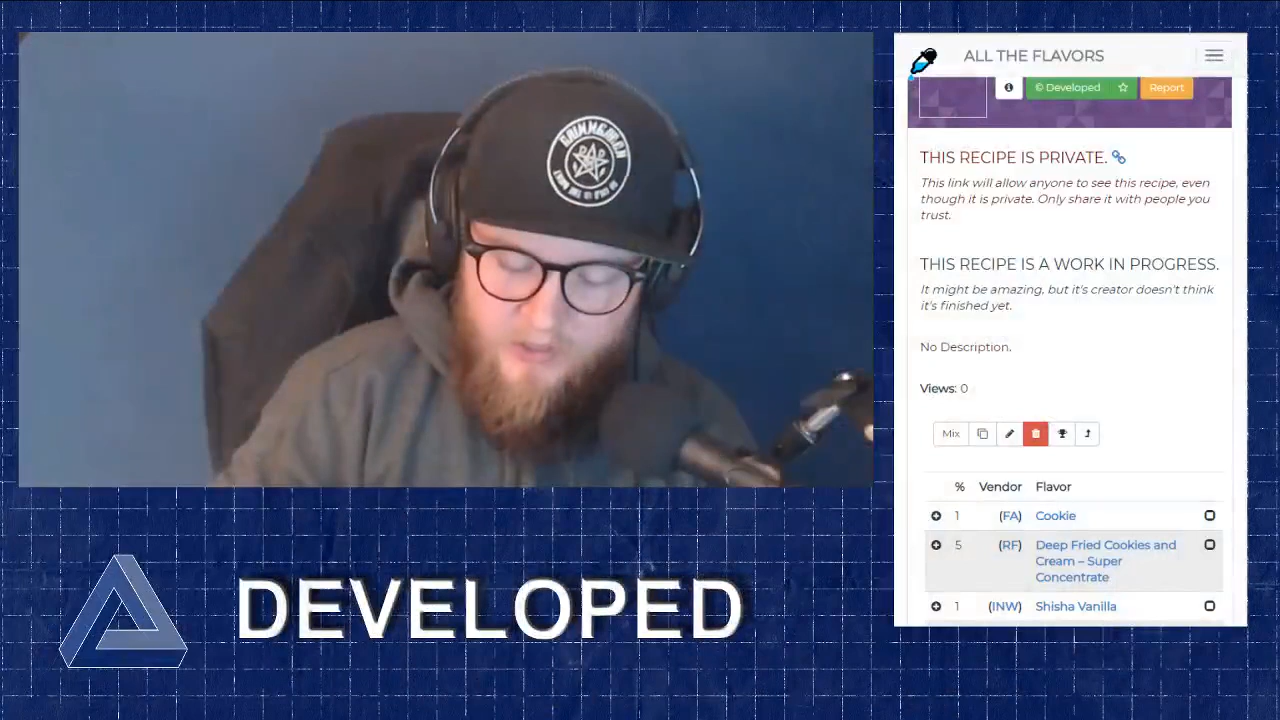 ALL THE FLAVORS
© Developed
Report
THIS RECIPE IS PRIVATE.
This link will allow anyone to see this recipe, even
though it is private. Only share it with people you
trust.
THIS RECIPE IS A WORK IN PROGRESS.
It might be amazing, but it's creator doesn't think
it's finished yet.
No Description.
Views: 0
Mix
% Vendor Flavor
1 (FA) Cookie
5 (RF) Deep Fried Cookies and
Cream – Super
Concentrate
1 (INW) Shisha Vanilla
DEVELOPED